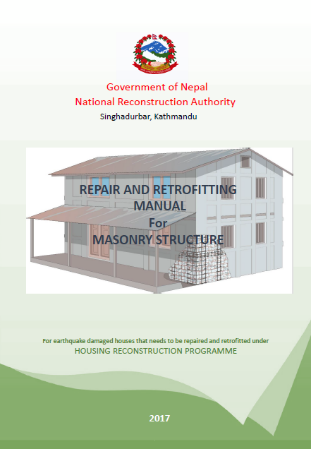 Government of Nepal
National Reconstruction Authority
Singhadurbar, Kathmandu
REPAIR AND RETROFITTING
MANUAL
For
MASONRY STRUCTURE
For earthquake damaged houses that needs to be repaired and retrofitted under
HOUSING RECONSTRUCTION PROGRAMME
2017